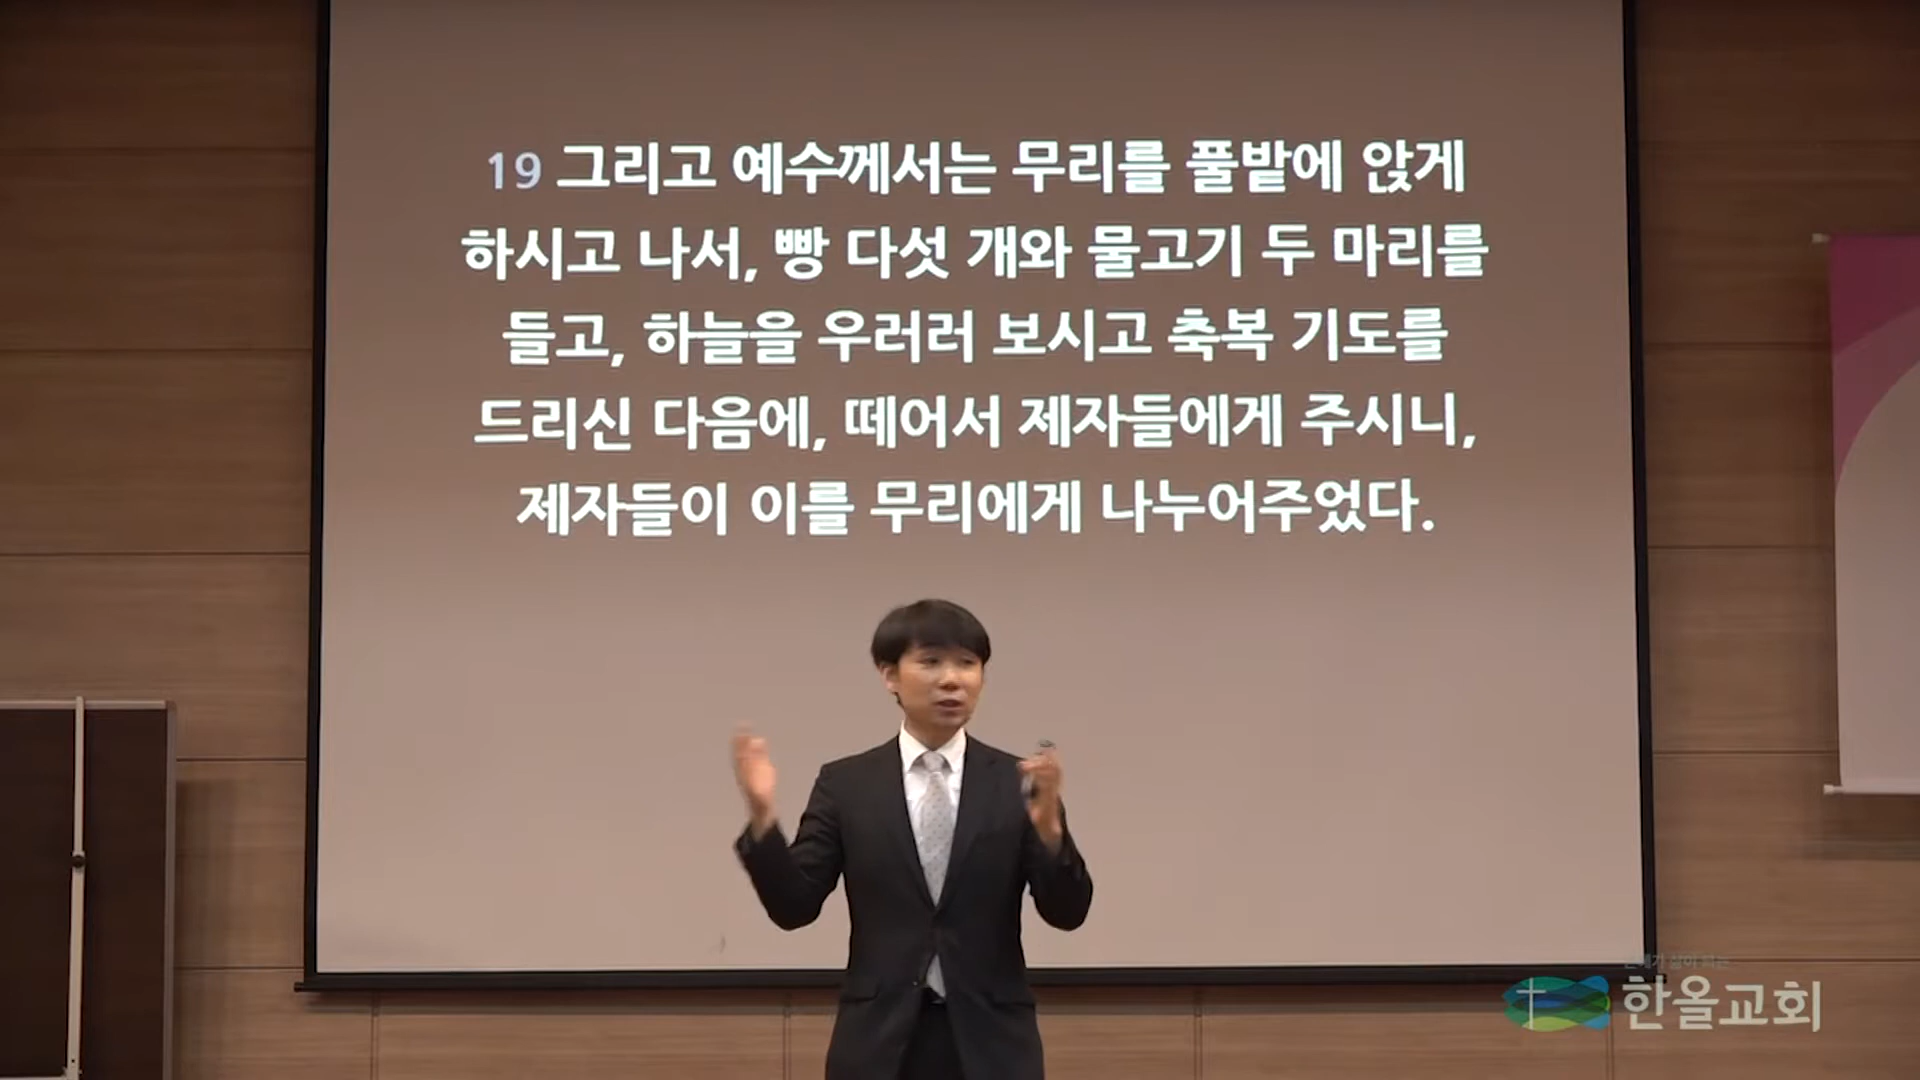 19 그리고 예수께서는 무리를 풀밭에 앉게
하시고 나서, 빵 다섯 개와 물고기 두 마리를
들고, 하늘을 우러러 보시고 축복 기도를
드리신 다음에, 떼어서 제자들에게 주시니,
제자들이 이를 무리에게 나누어주었다.
한올교회